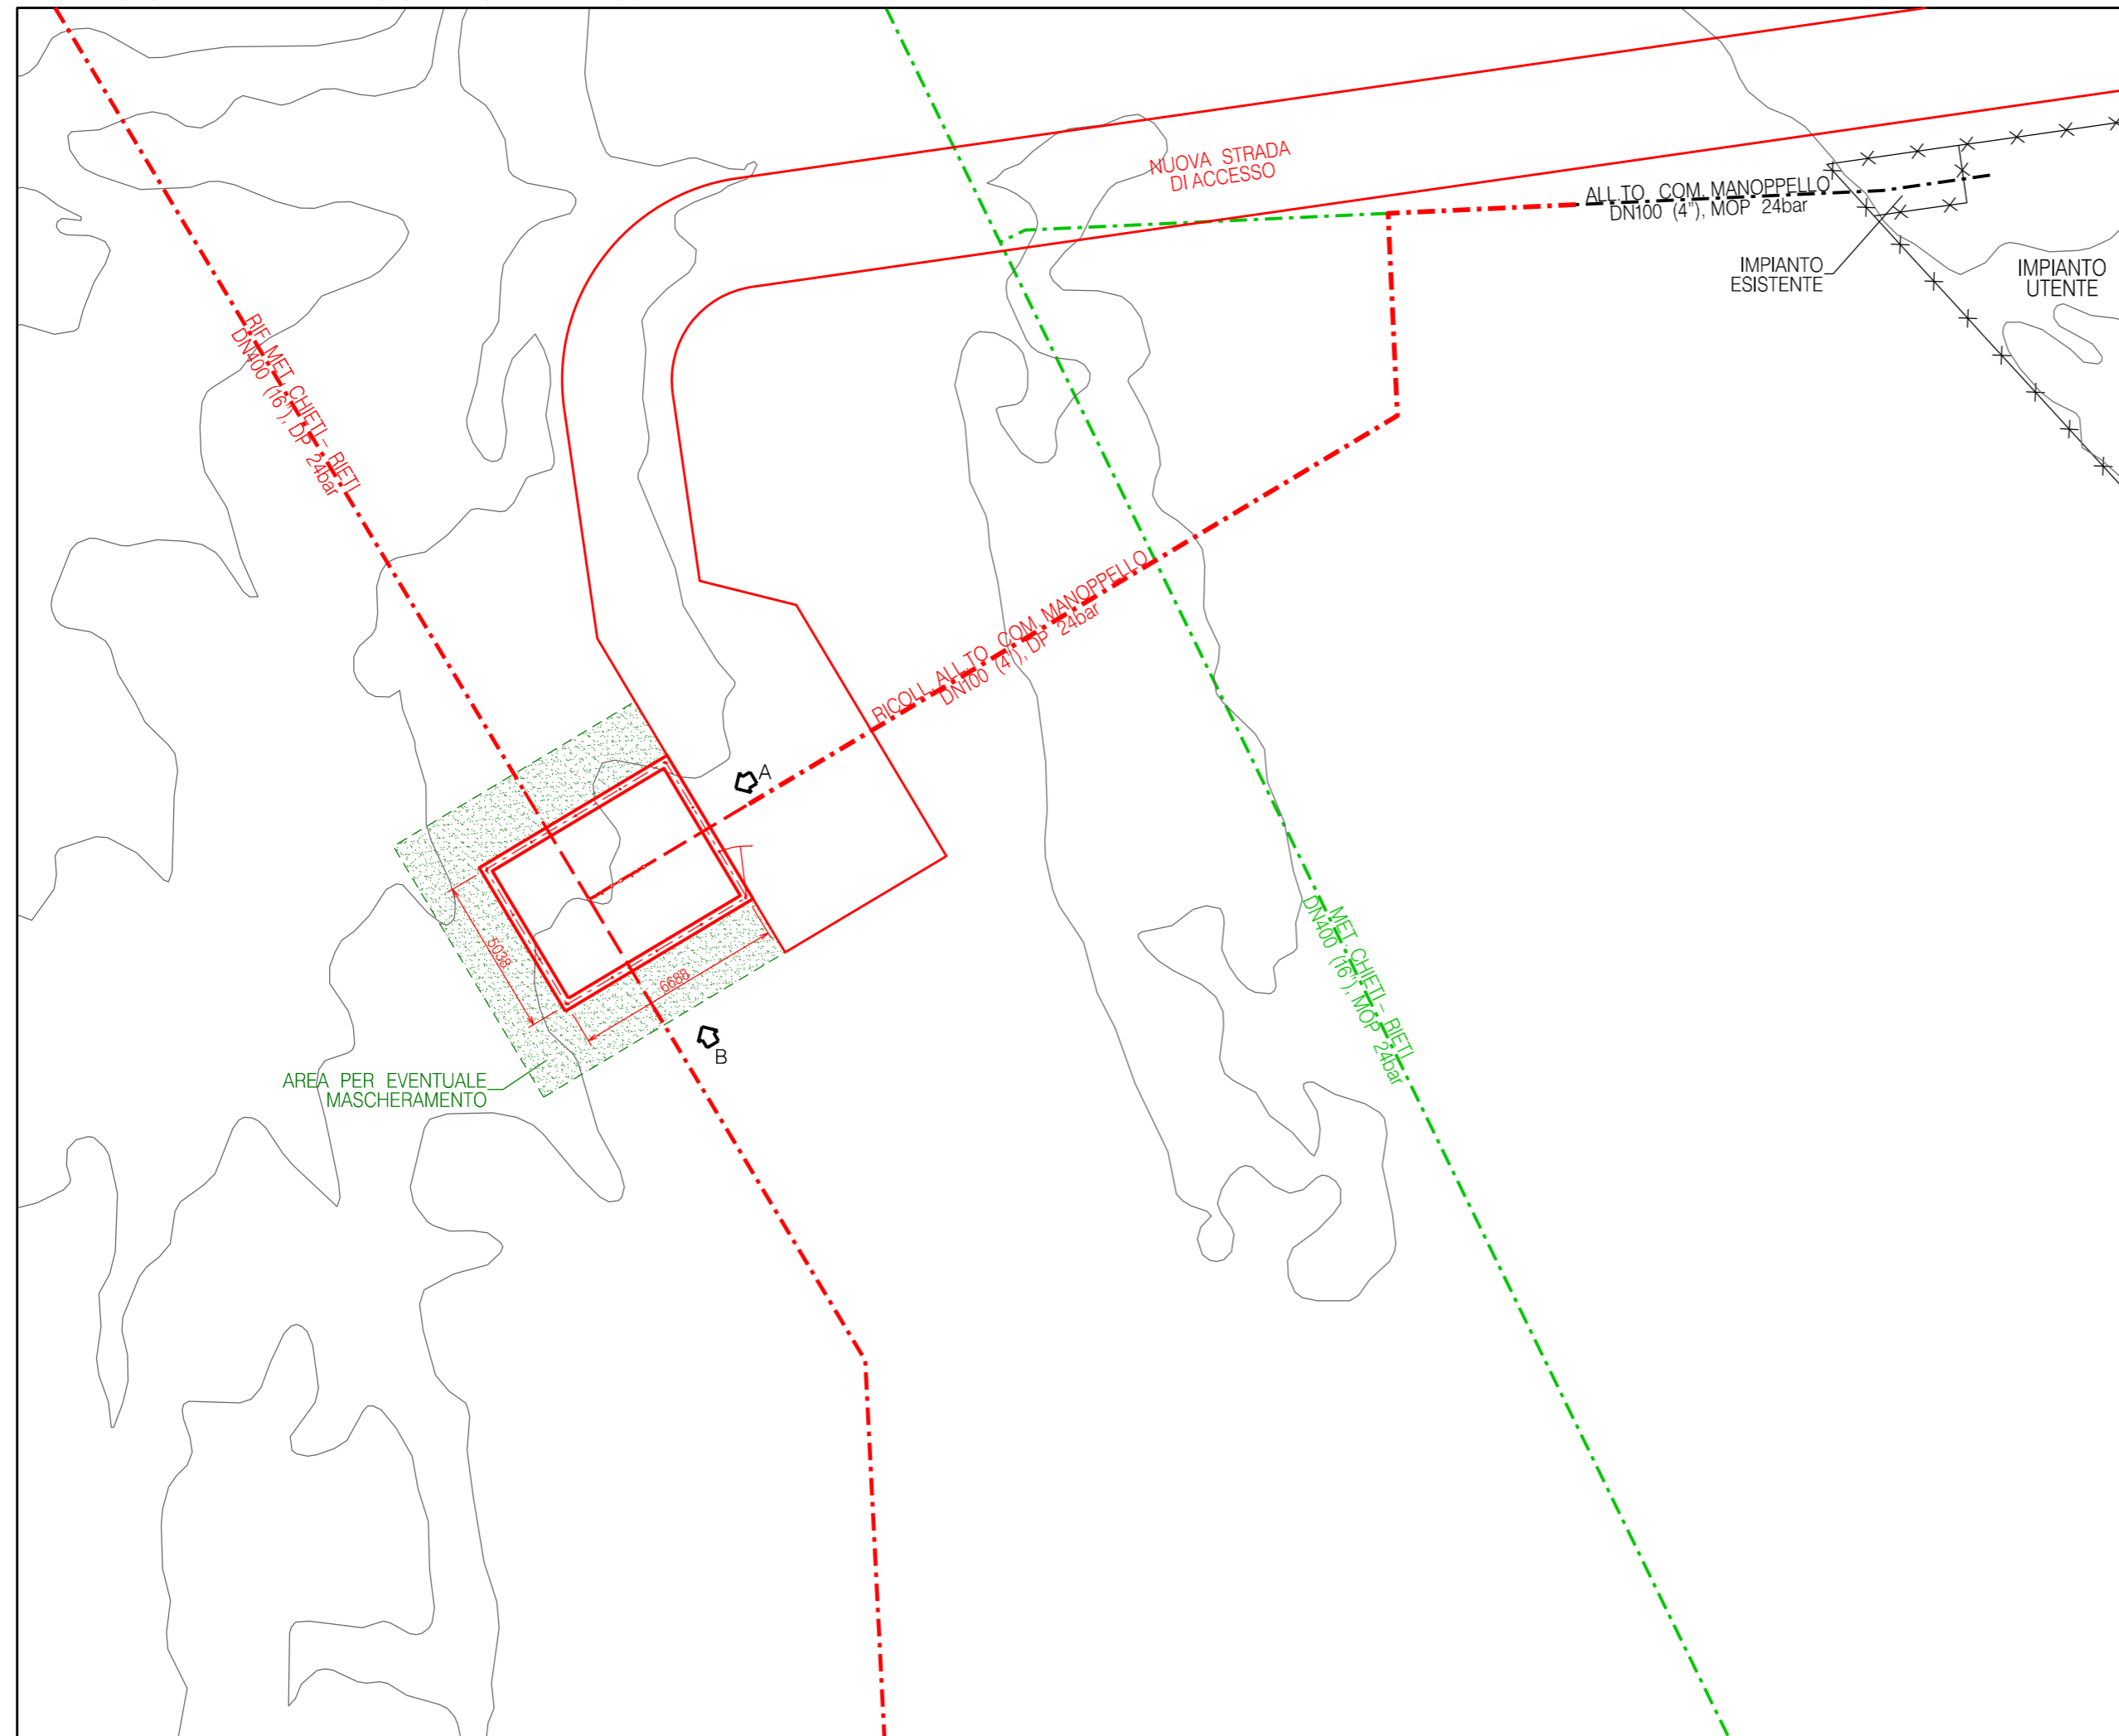 NUOVA STRADA
DI ACCESSO
ALL.TO COM. MANOPPELLO
DN100 (4"), MOP 24bar
IMPIANTO
ESISTENTE
IMPIANTO
UTENTE
RIF. MET. CHIETI-RIETI
DN400 (16"), DP 24bar
RICOLL. ALL.TO COM. MANOPPELLO
DN100 (4"), DP 24bar
A
5038
6688
B
MET. CHIETI-RIETI
DN400 (16"), MOP 24bar
AREA PER EVENTUALE
MASCHERAMENTO